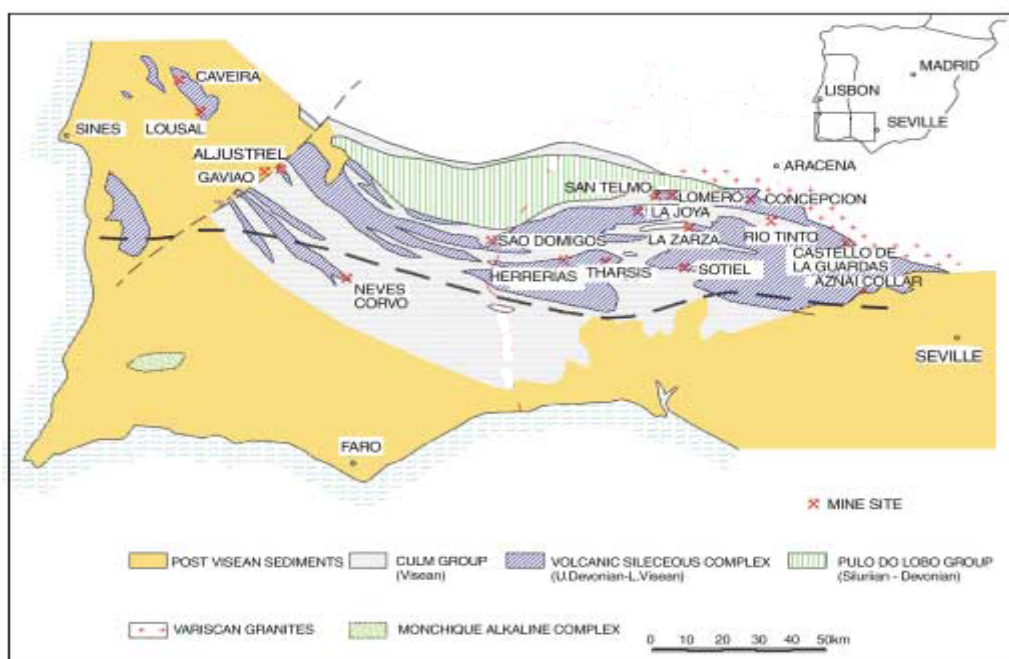 CAVEIRA
LOUSAL
SINES
ALJUSTREL
GAVIAO
MADRID
LISBON
SEVILLE
ARACENA
SAN TELMO
LOMERO
CONCEPCION
LA JOYA
SAO DOMIGOS
LA ZARZA
RIO TINTO
HERRERIAS
THARSIS
SOTIEL
CASTELLO DE
LA GUARDAS
AZNALCOLLAR
NEVES
CORVO
SEVILLE
FARO
MINE SITE
POST VISEAN SEDIMENTS
CULM GROUP
(Visean)
VOLCANIC SILECEOUS COMPLEX
(U.Devonian-L.Visean)
PULO DO LOBO GROUP
(Siluriian - Devonian)
VARISCAN GRANITES
MONCHIQUE ALKALINE COMPLEX
0 10 20 30 40 50km